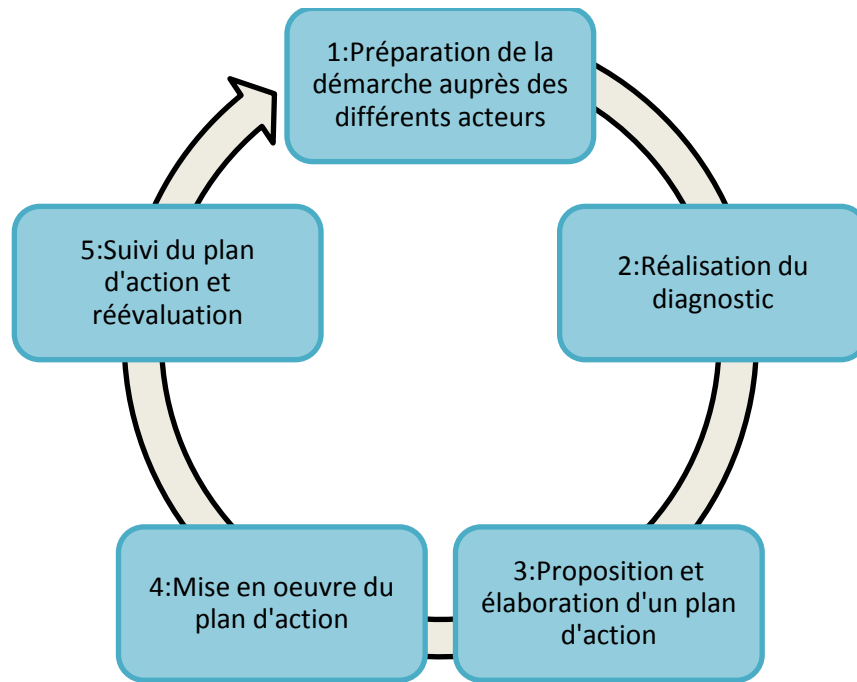 1:Préparation de la
démarche auprès des
différents acteurs
2:Réalisation du
diagnostic
3:Proposition et
élaboration d'un plan
d'action
4:Mise en oeuvre du
plan d'action
5:Suivi du plan
d'action et
réévaluation